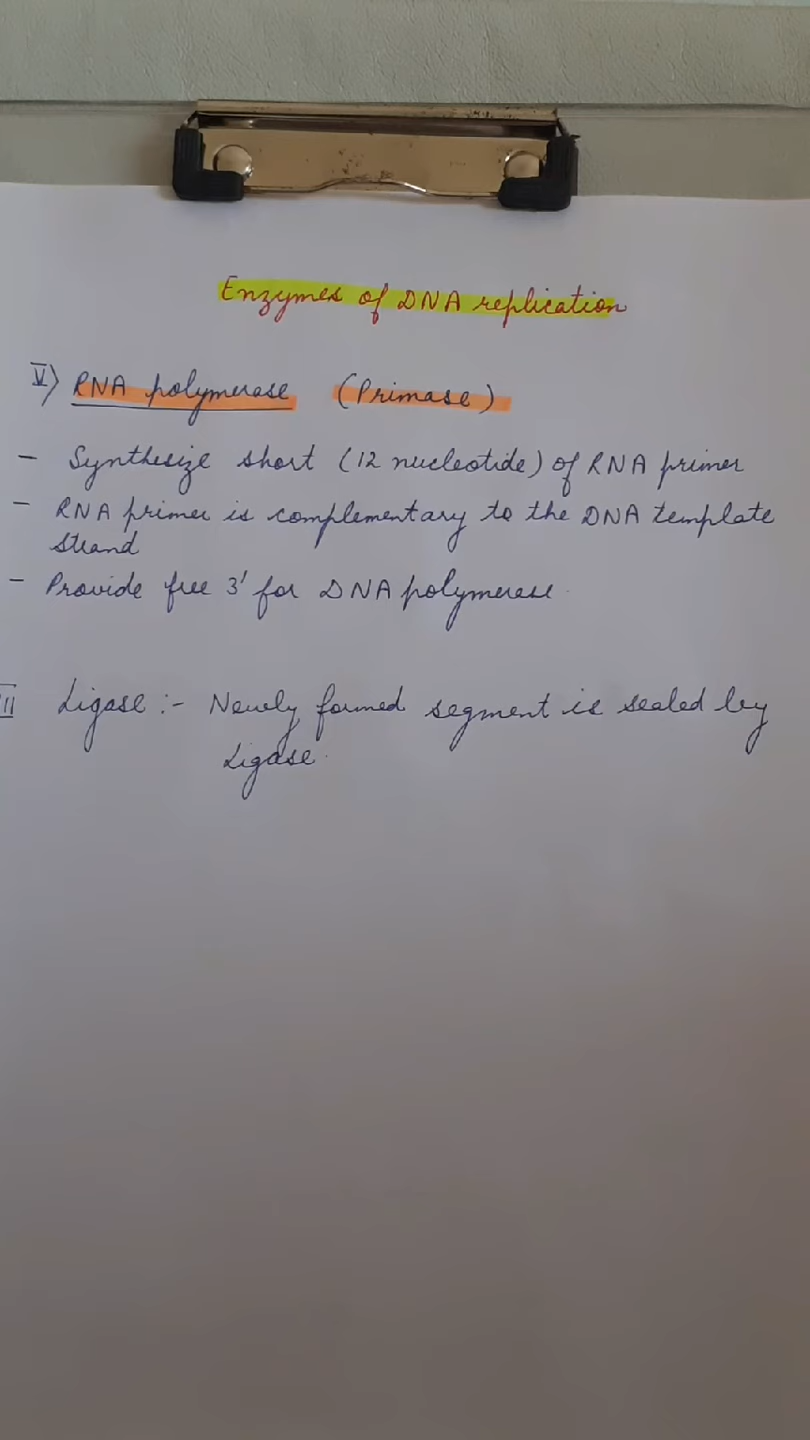 Enzymes of DNA replication
V) RNA polymerase (Primase)
- Synthesize short (12 nucleotide) of RNA primer
- RNA primer is complementary to the DNA template
strand
- Provide free 3' for DNA polymerese.
II Ligase :- Newly formed segment is sealed by
Ligase.